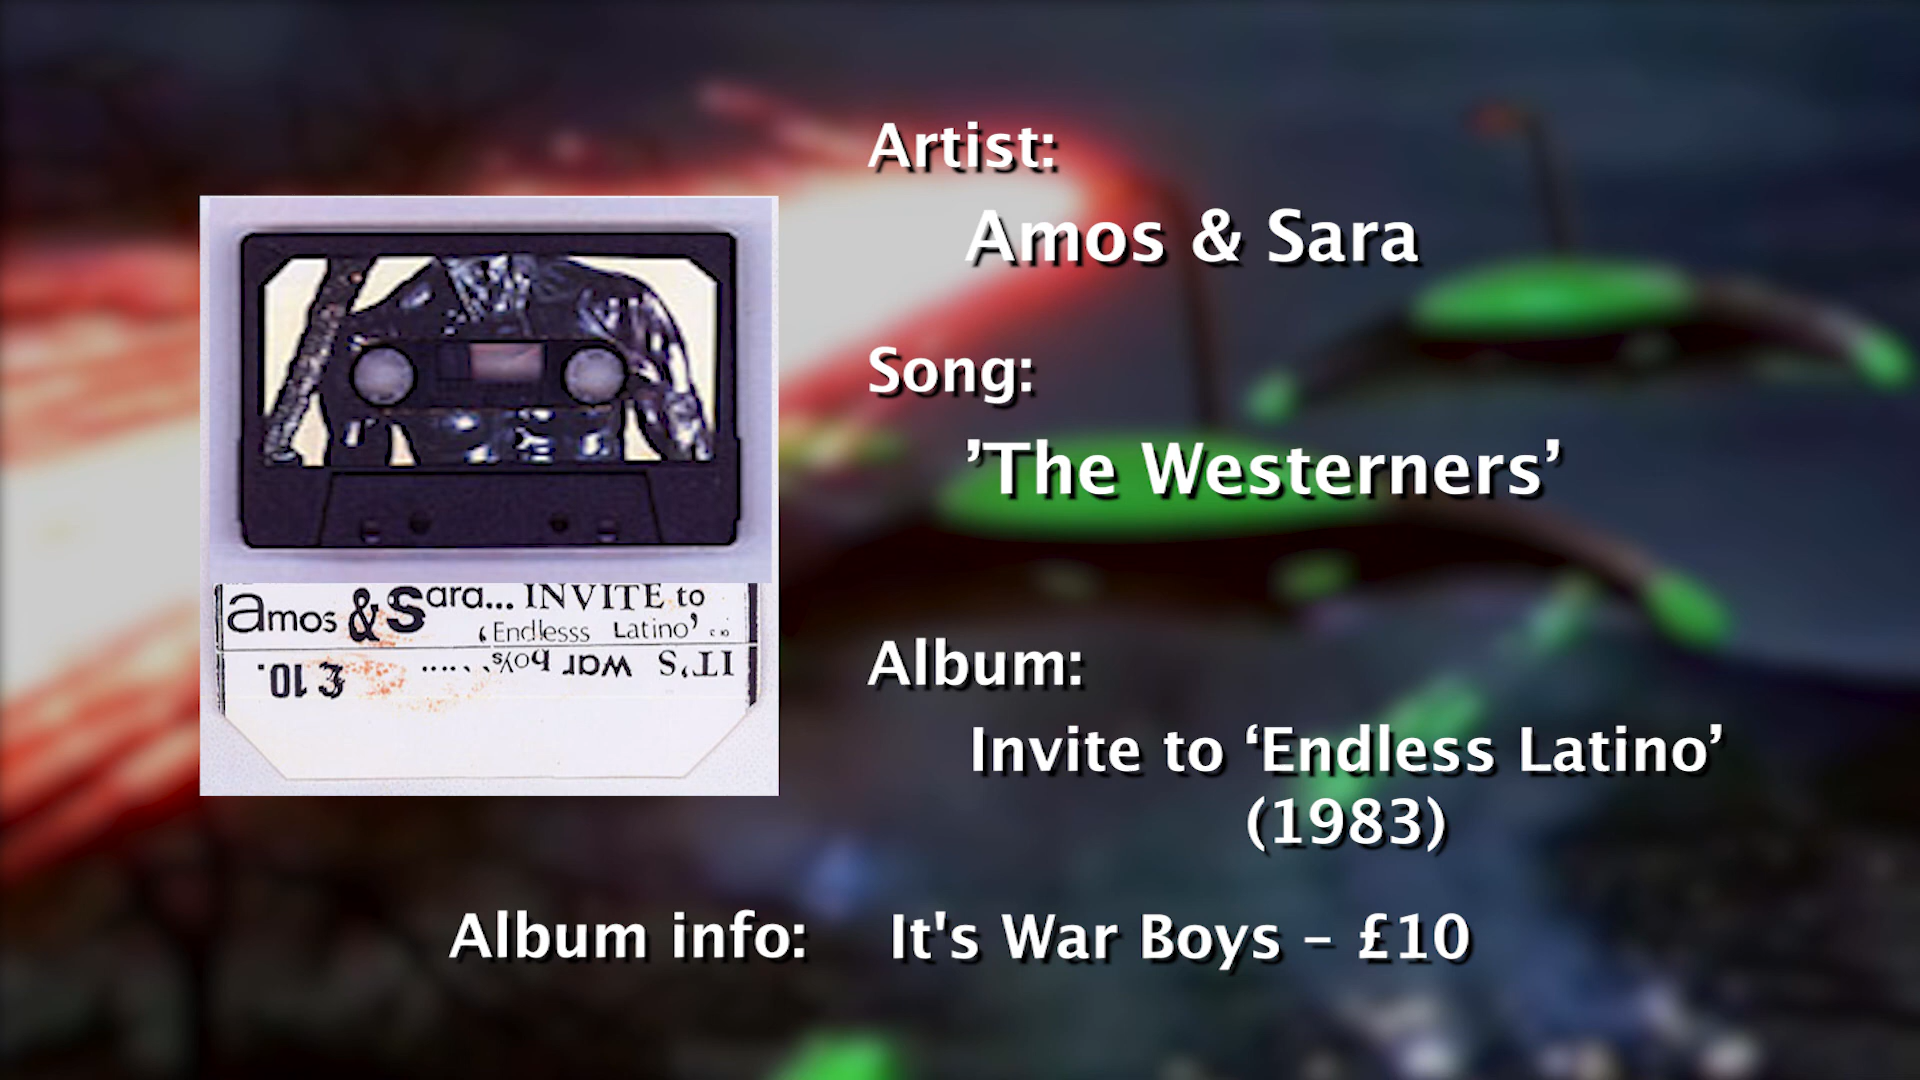 Artist:
Amos & Sara
Song:
’The Westerners’
Album:
Invite to ‘Endless Latino’
(1983)
Album info: It's War Boys – £10
amos & Sara... INVITE to
‘Endlesss Latino’...
IT'S war boys......
£10.